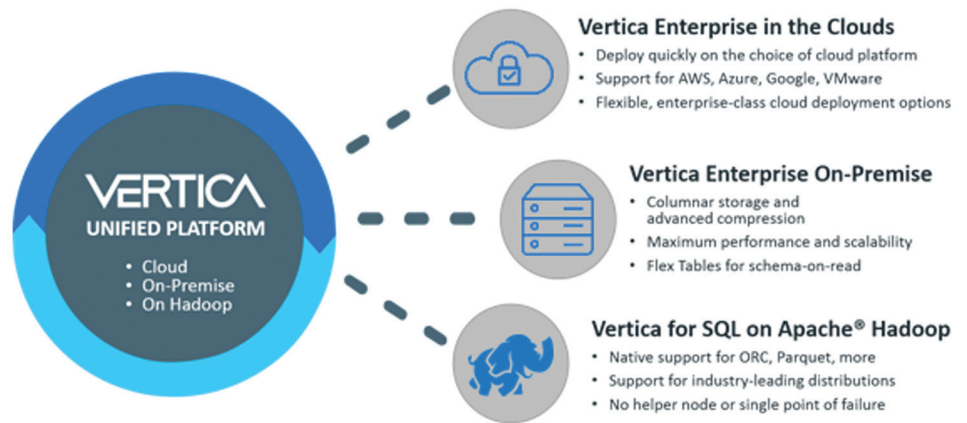 VERTICA
UNIFIED PLATFORM
• Cloud
• On-Premise
• On Hadoop
Vertica Enterprise in the Clouds
• Deploy quickly on the choice of cloud platform
• Support for AWS, Azure, Google, VMware
• Flexible, enterprise-class cloud deployment options
Vertica Enterprise On-Premise
• Columnar storage and
advanced compression
• Maximum performance and scalability
• Flex Tables for schema-on-read
Vertica for SQL on Apache® Hadoop
• Native support for ORC, Parquet, more
• Support for industry-leading distributions
• No helper node or single point of failure